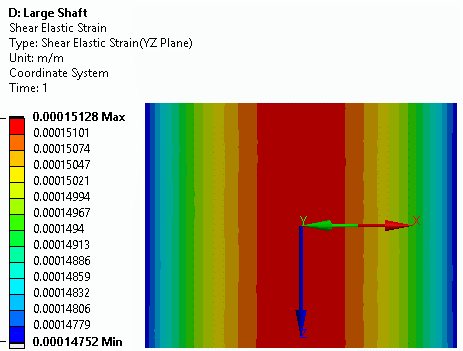 D: Large Shaft
Shear Elastic Strain
Type: Shear Elastic Strain(YZ Plane)
Unit: m/m
Coordinate System
Time: 1
0.00015128 Max
0.00015101
0.00015074
0.00015047
0.00015021
0.00014994
0.00014967
0.0001494
0.00014913
0.00014886
0.00014859
0.00014832
0.00014806
0.00014779
0.00014752 Min
Y
X